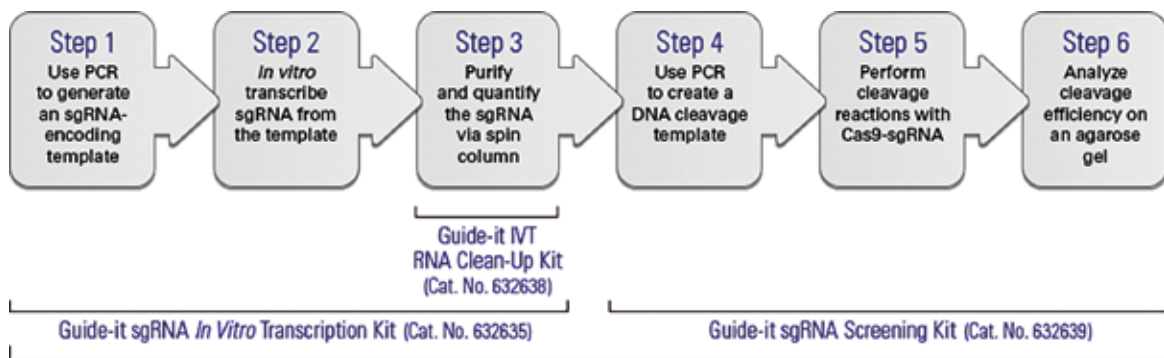 Step 1
Use PCR
to generate
an sgRNA-
encoding
template
Step 2
In vitro
transcribe
sgRNA from
the template
Step 3
Purify
and quantify
the sgRNA
via spin
column
Step 4
Use PCR
to create a
DNA cleavage
template
Step 5
Perform
cleavage
reactions with
Cas9-sgRNA
Step 6
Analyze
cleavage
efficiency on
an agarose
gel
Guide-it IVT
RNA Clean-Up Kit
(Cat. No. 632638)
Guide-it sgRNA In Vitro Transcription Kit (Cat. No. 632635)
Guide-it sgRNA Screening Kit (Cat. No. 632639)